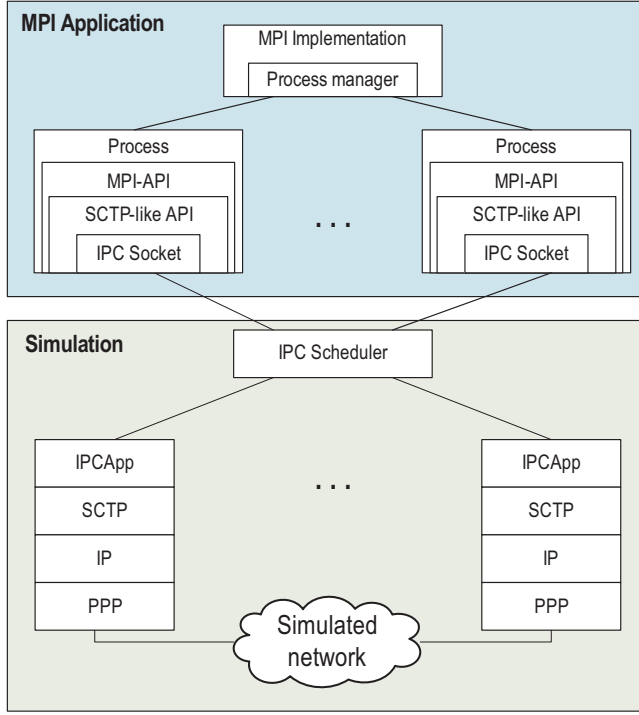 MPI Application
MPI Implementation
Process manager
Process
MPI-API
SCTP-like API
IPC Socket
. . .
Process
MPI-API
SCTP-like API
IPC Socket
Simulation
IPC Scheduler
IPCApp
SCTP
IP
PPP
. . .
IPCApp
SCTP
IP
PPP
Simulated
network